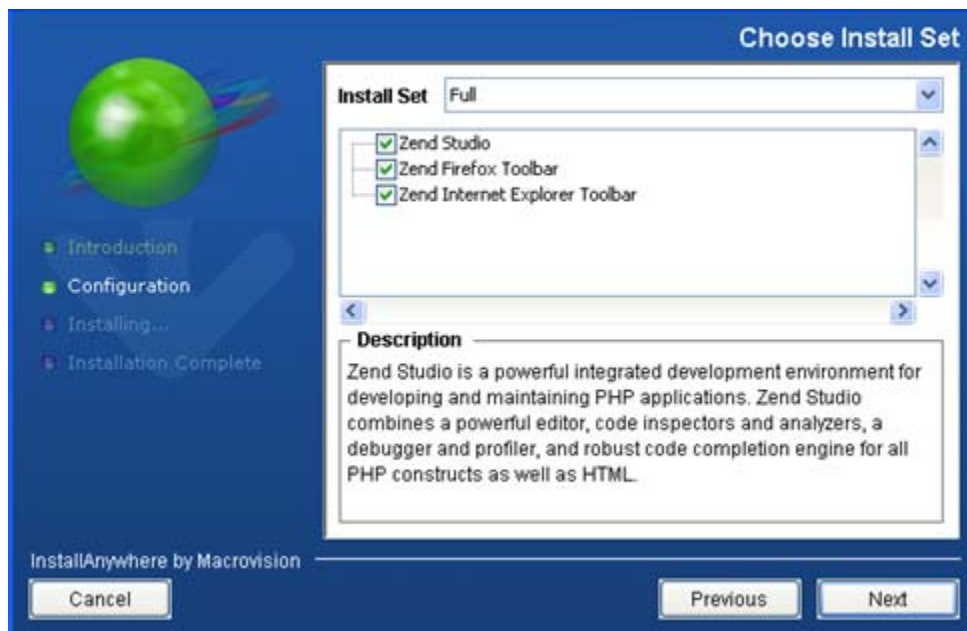 Choose Install Set
Install Set Full
Zend Studio
Zend Firefox Toolbar
Zend Internet Explorer Toolbar
Introduction
Configuration
Installing...
Installation Complete
Description
Zend Studio is a powerful integrated development environment for
developing and maintaining PHP applications. Zend Studio
combines a powerful editor, code inspectors and analyzers, a
debugger and profiler, and robust code completion engine for all
PHP constructs as well as HTML.
InstallAnywhere by Macrovision
Cancel Previous Next